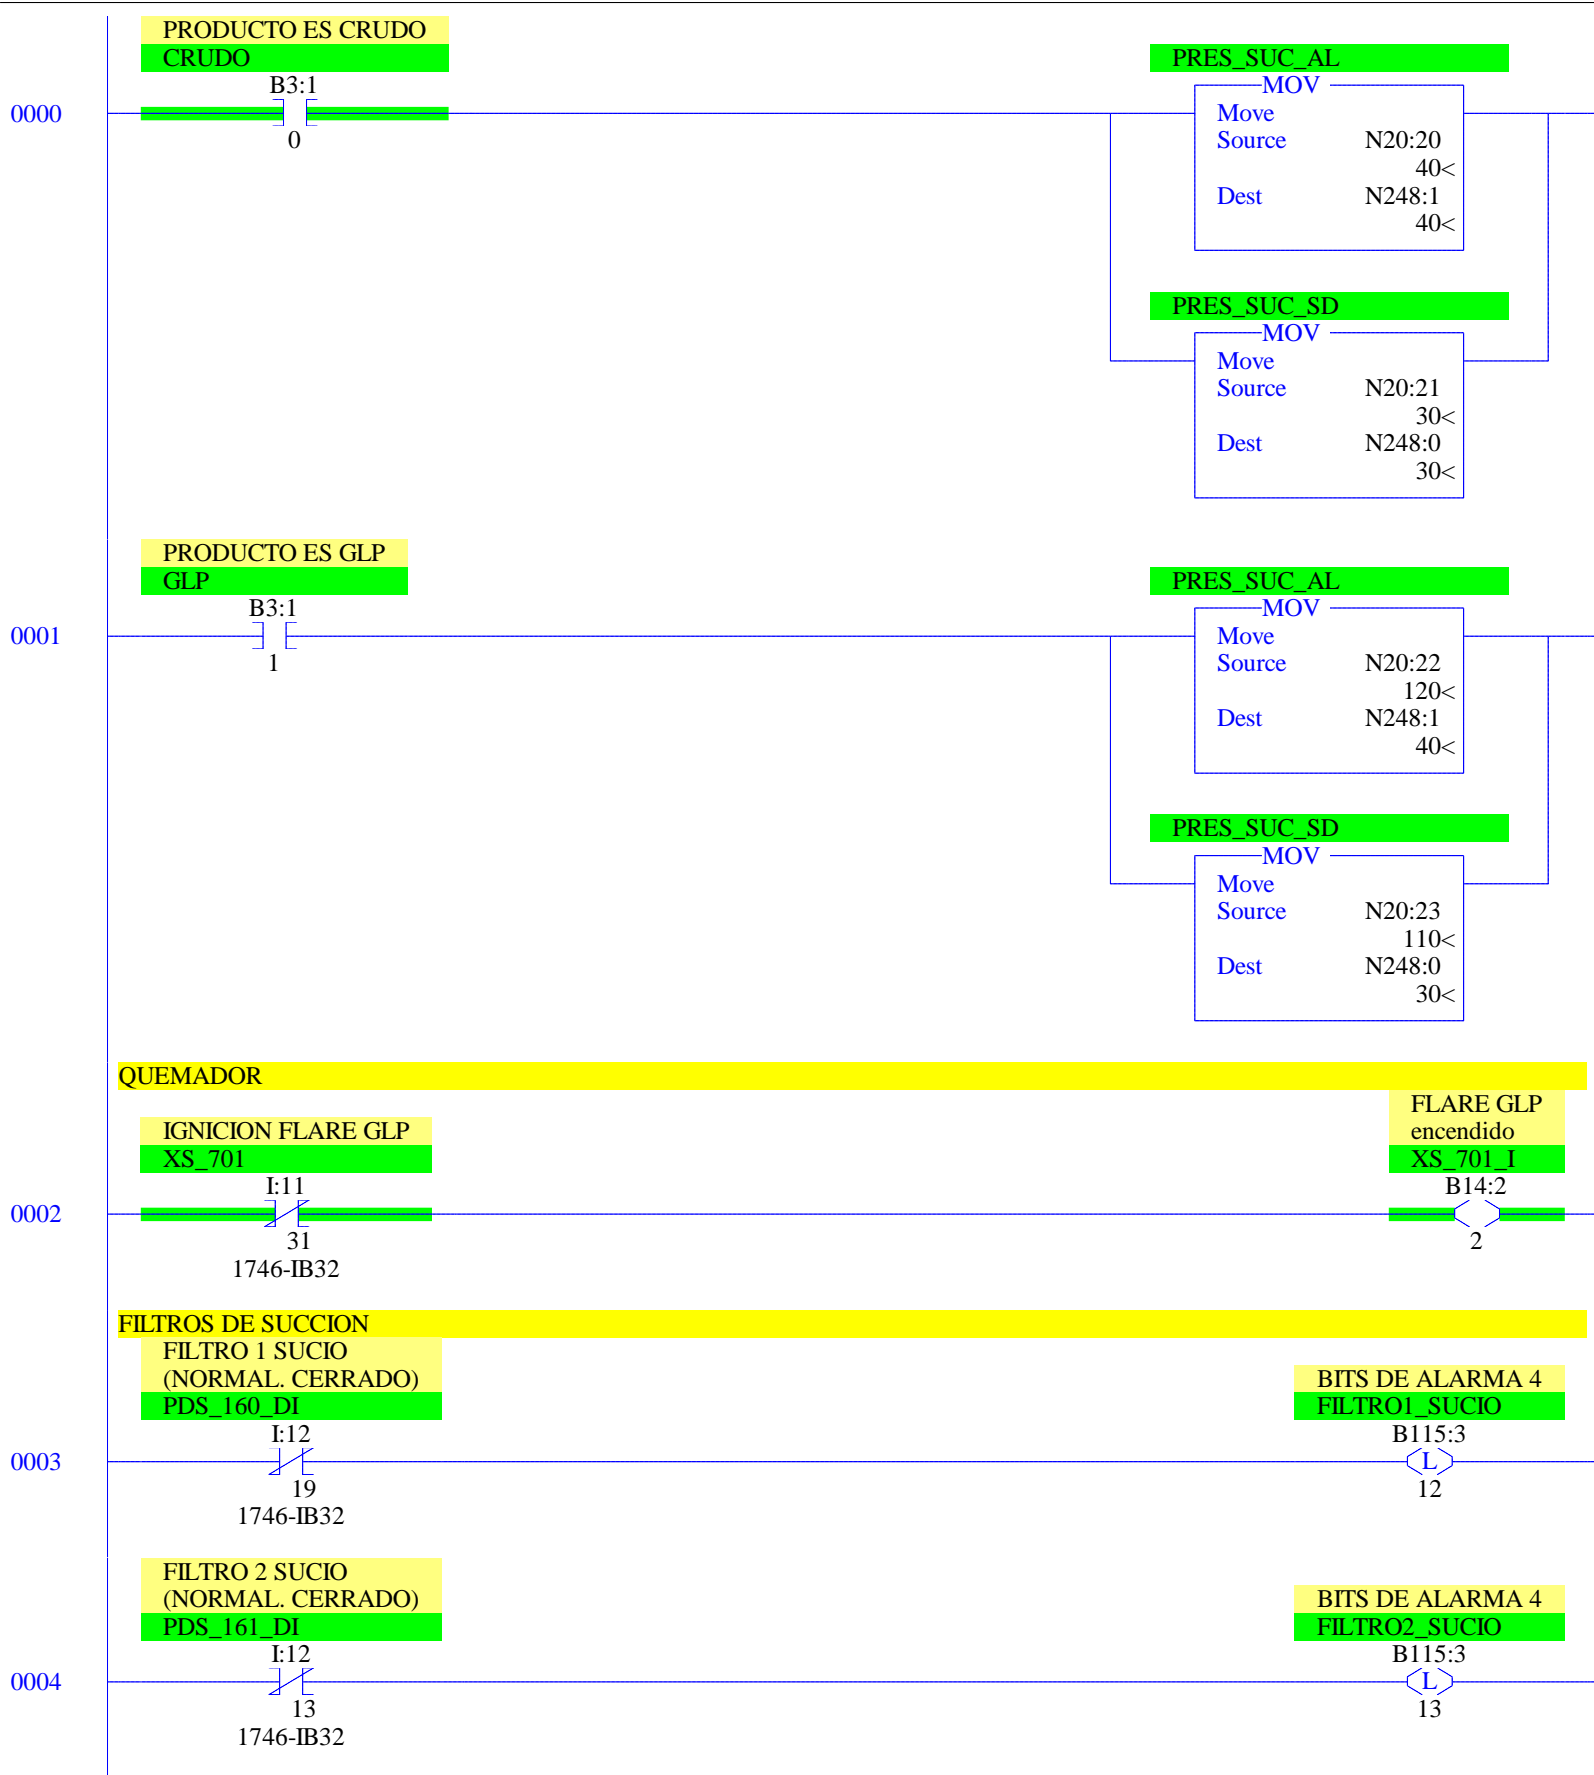 PRODUCTO ES CRUDO
CRUDO
B3:1
0
0000
PRES_SUC_AL
MOV
Move
Source N20:20
40<
Dest N248:1
40<
PRES_SUC_SD
MOV
Move
Source N20:21
30<
Dest N248:0
30<
PRODUCTO ES GLP
GLP
B3:1
1
0001
PRES_SUC_AL
MOV
Move
Source N20:22
120<
Dest N248:1
40<
PRES_SUC_SD
MOV
Move
Source N20:23
110<
Dest N248:0
30<
QUEMADOR
IGNICION FLARE GLP
XS_701
I:11
31
1746-IB32
0002
FLARE GLP
encendido
XS_701_I
B14:2
2
FILTROS DE SUCCION
FILTRO 1 SUCIO
(NORMAL. CERRADO)
PDS_160_DI
I:12
19
1746-IB32
0003
BITS DE ALARMA 4
FILTRO1_SUCIO
B115:3
L
12
FILTRO 2 SUCIO
(NORMAL. CERRADO)
PDS_161_DI
I:12
13
1746-IB32
0004
BITS DE ALARMA 4
FILTRO2_SUCIO
B115:3
L
13